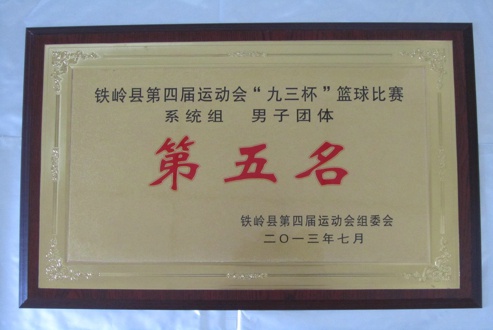 铁岭县第四届运动会“九三杯”篮球比赛
系统组 男子团体
第五名
铁岭县第四届运动会组委会
二〇一三年七月